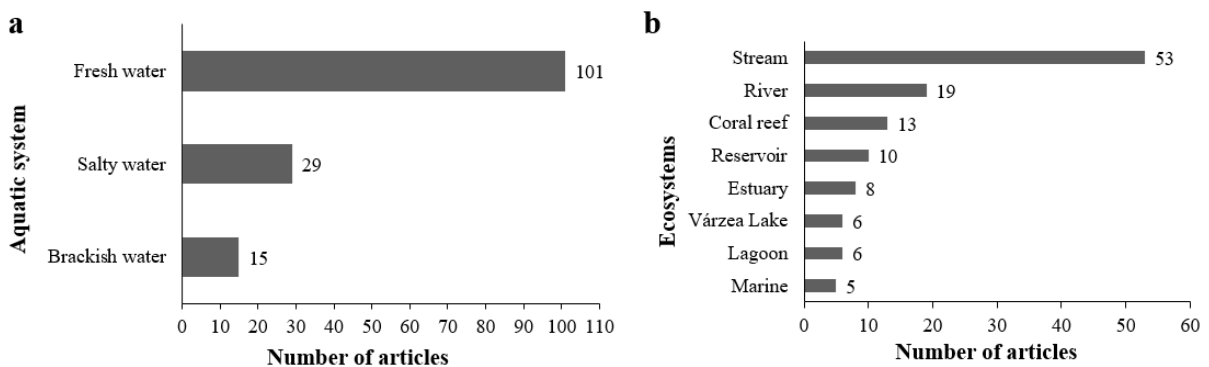 a
Aquatic system
Fresh water
101
Salty water
29
Brackish water
15
0 10 20 30 40 50 60 70 80 90 100 110
Number of articles
b
Ecosystems
Stream
53
River
19
Coral reef
13
Reservoir
10
Estuary
8
Várzea Lake
6
Lagoon
6
Marine
5
0 10 20 30 40 50 60
Number of articles